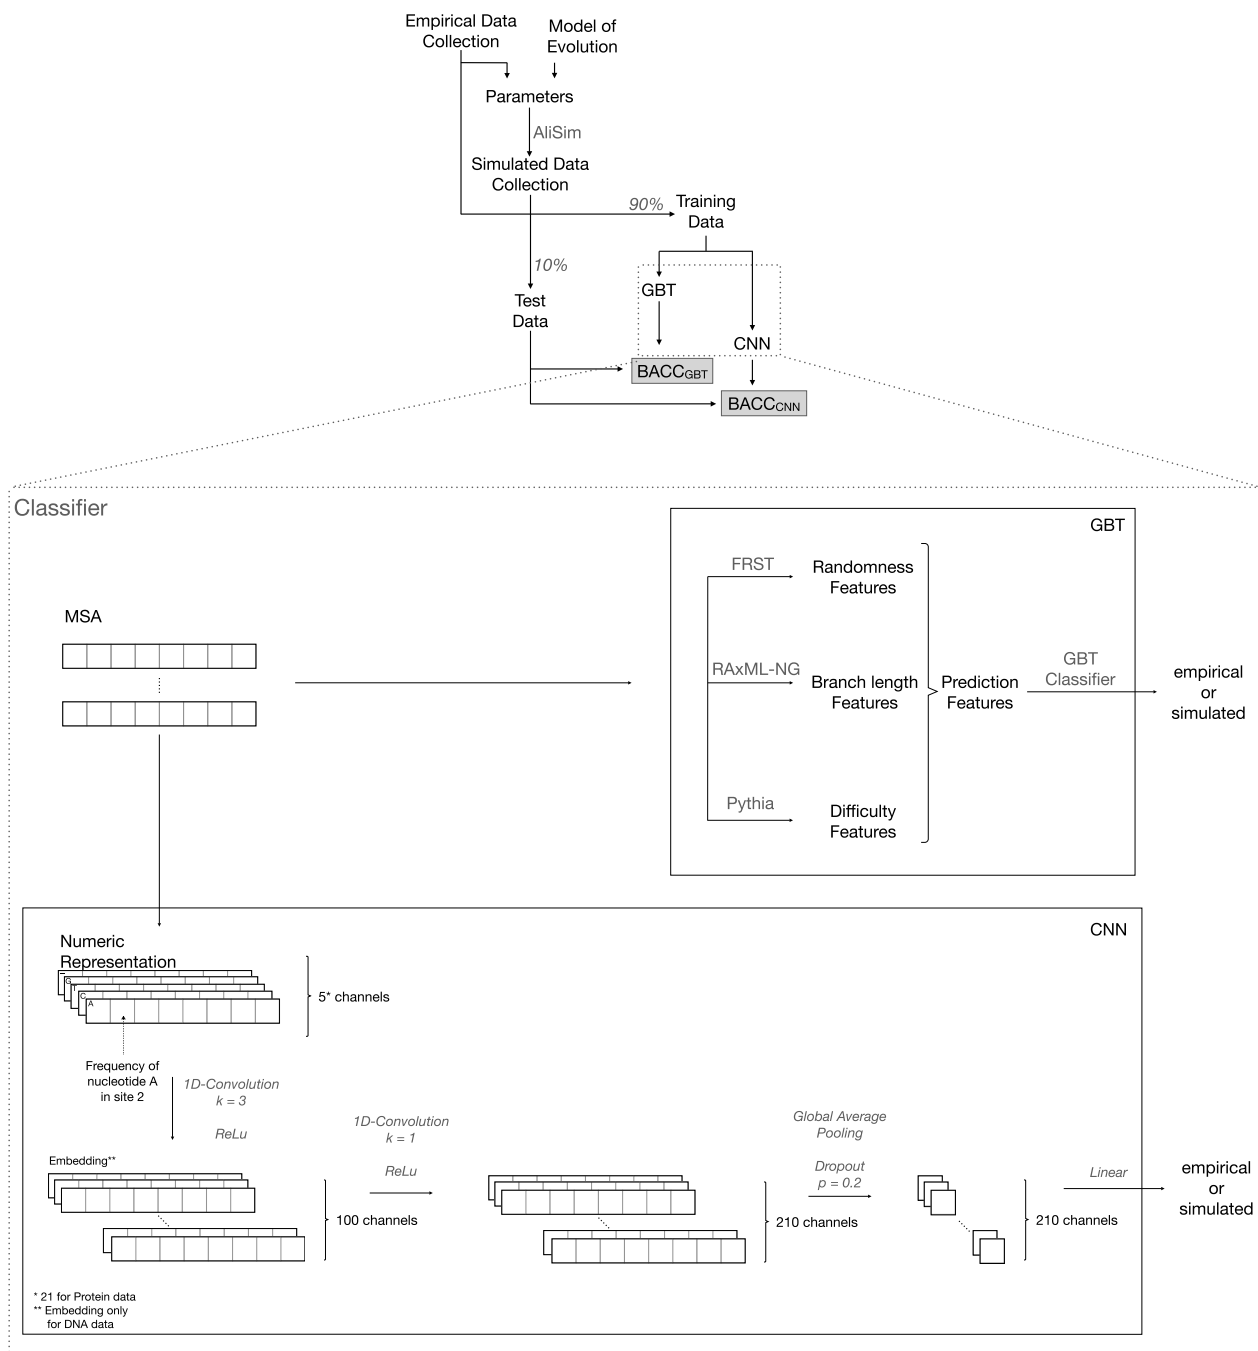 Empirical Data
Collection
Model of
Evolution
Parameters
AliSim
Simulated Data
Collection
90%
Training
Data
10%
Test
Data
GBT
CNN
BACCGBT
BACCCNN
Classifier
MSA
GBT
FRST
Randomness
Features
RAxML-NG
Branch length
Features
Pythia
Difficulty
Features
Prediction
Features
GBT
Classifier
empirical
or
simulated
CNN
Numeric
Representation
–
G
T
C
A
5* channels
Frequency of
nucleotide A
in site 2
1D-Convolution
k = 3
ReLu
Embedding**
100 channels
1D-Convolution
k = 1
ReLu
210 channels
Global Average
Pooling
Dropout
p = 0.2
210 channels
Linear
empirical
or
simulated
* 21 for Protein data
** Embedding only
for DNA data